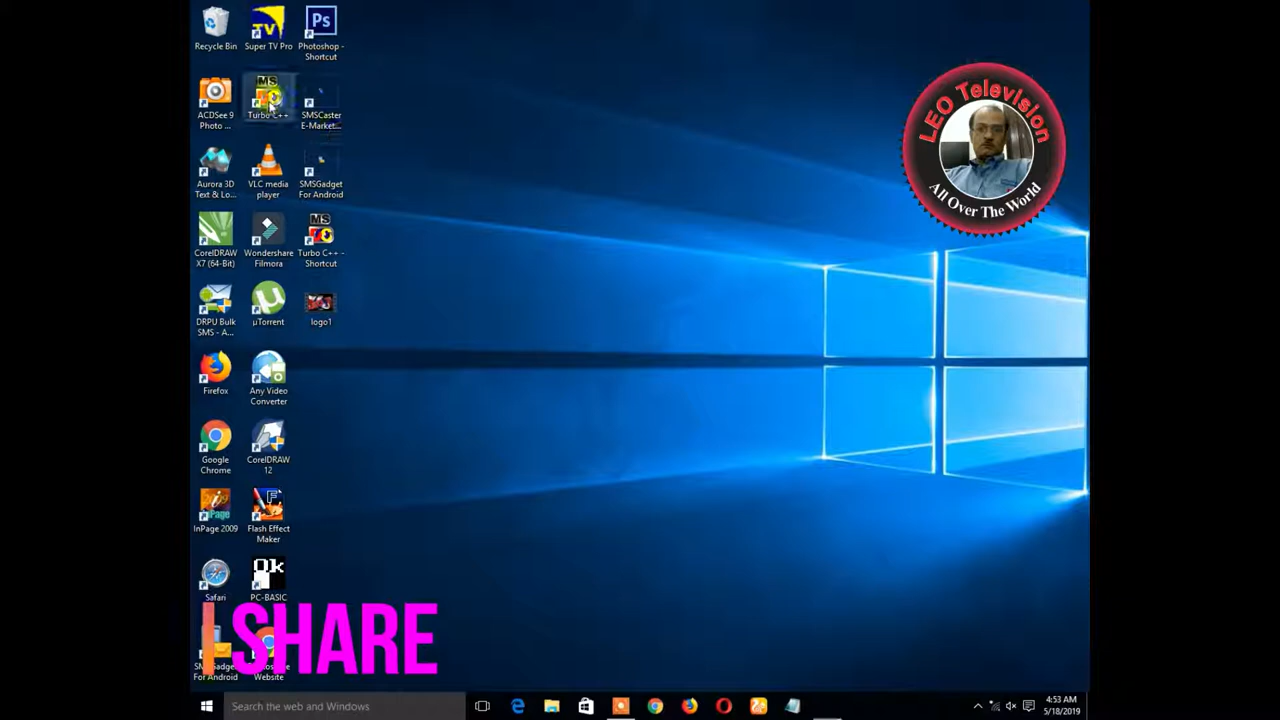 Recycle Bin
Super TV Pro
Photoshop -
Shortcut
ACDSee 9
Photo ...
MS
Turbo C++
SMSCaster
E-Market...
Aurora 3D
Text & Lo...
VLC media
player
SMSGadget
For Android
CorelDRAW
X7 (64-Bit)
Wondershare
Filmora
MS
Turbo C++ -
Shortcut
DRPU Bulk
SMS - A...
µTorrent
logo1
Firefox
Any Video
Converter
Google
Chrome
CorelDRAW
12
InPage 2009
Flash Effect
Maker
Safari
Ok
PC-BASIC
For Android
Website
I SHARE
LEO Television
All Over The World
Search the web and Windows
4:53 AM
5/18/2019